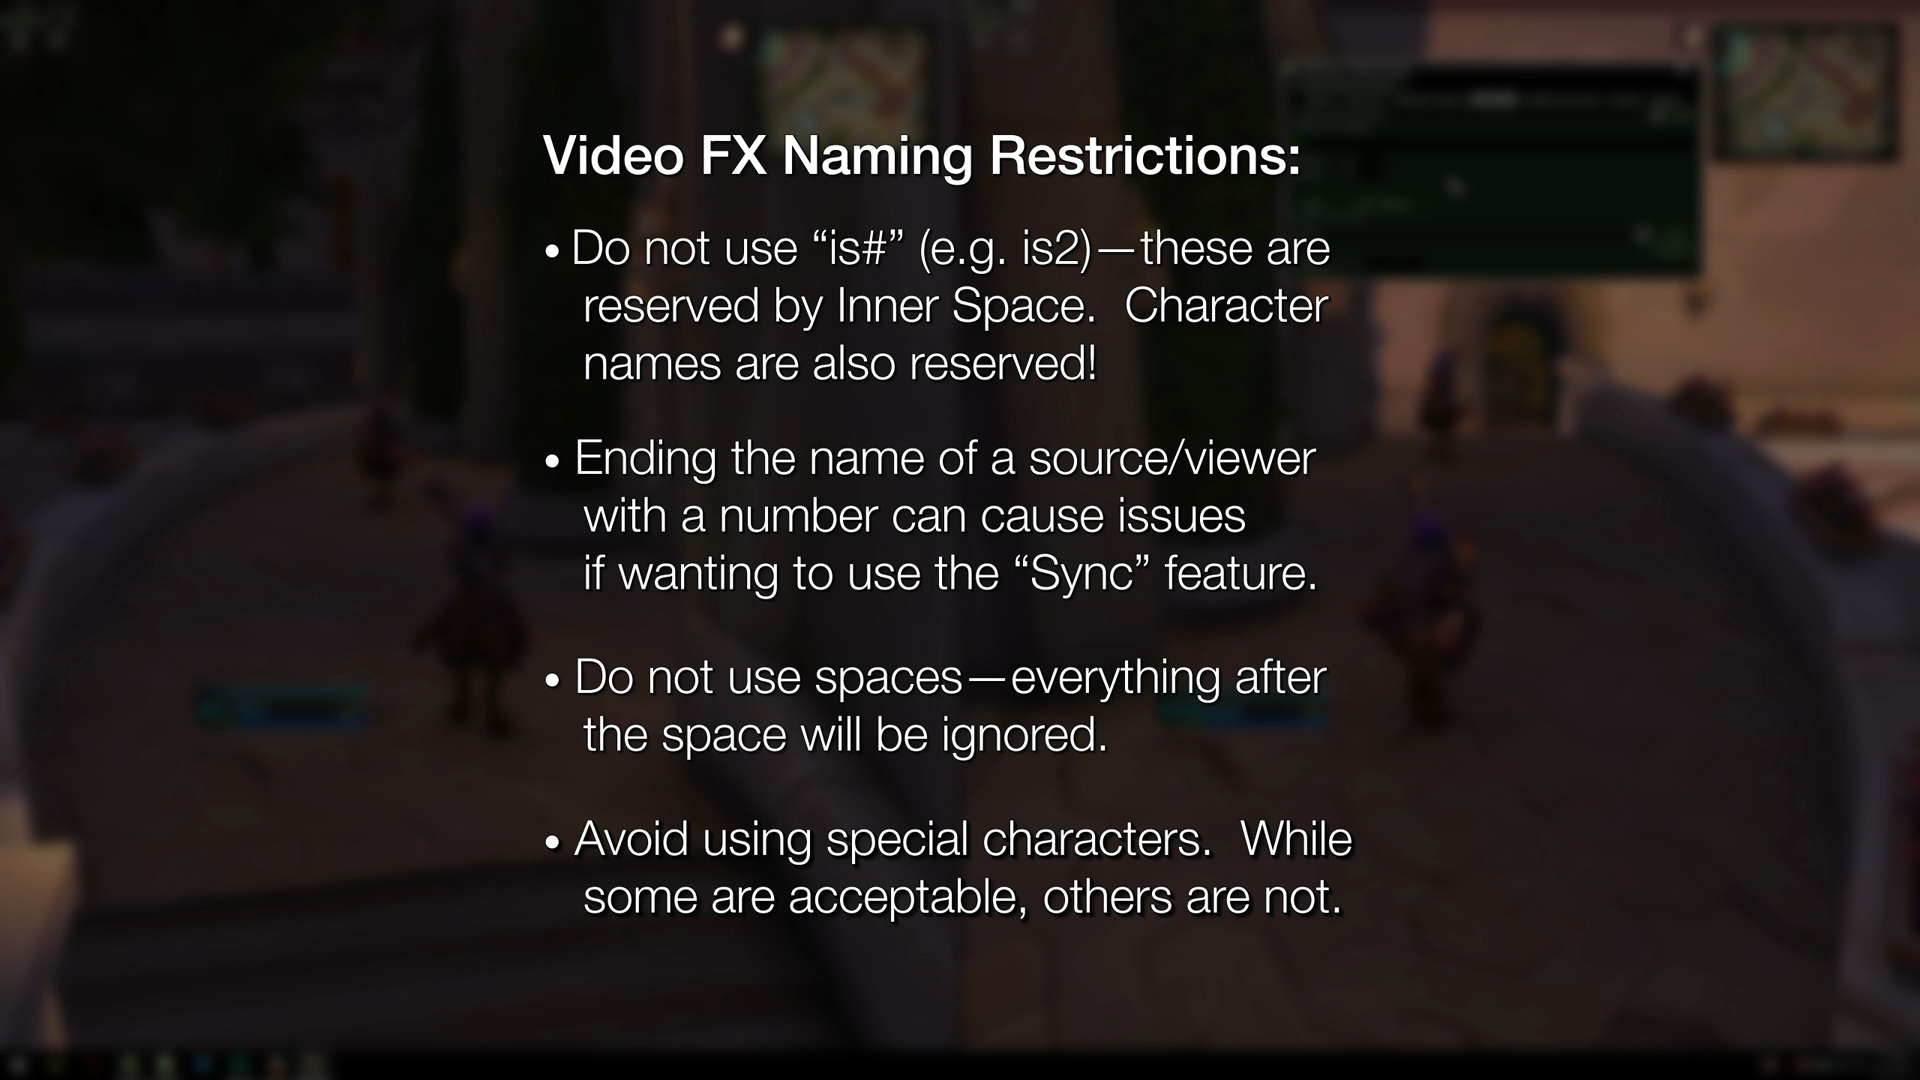 Video FX Naming Restrictions:
• Do not use “is#” (e.g. is2)—these are
reserved by Inner Space.  Character
names are also reserved!
• Ending the name of a source/viewer
with a number can cause issues
if wanting to use the “Sync” feature.
• Do not use spaces—everything after
the space will be ignored.
• Avoid using special characters.  While
some are acceptable, others are not.